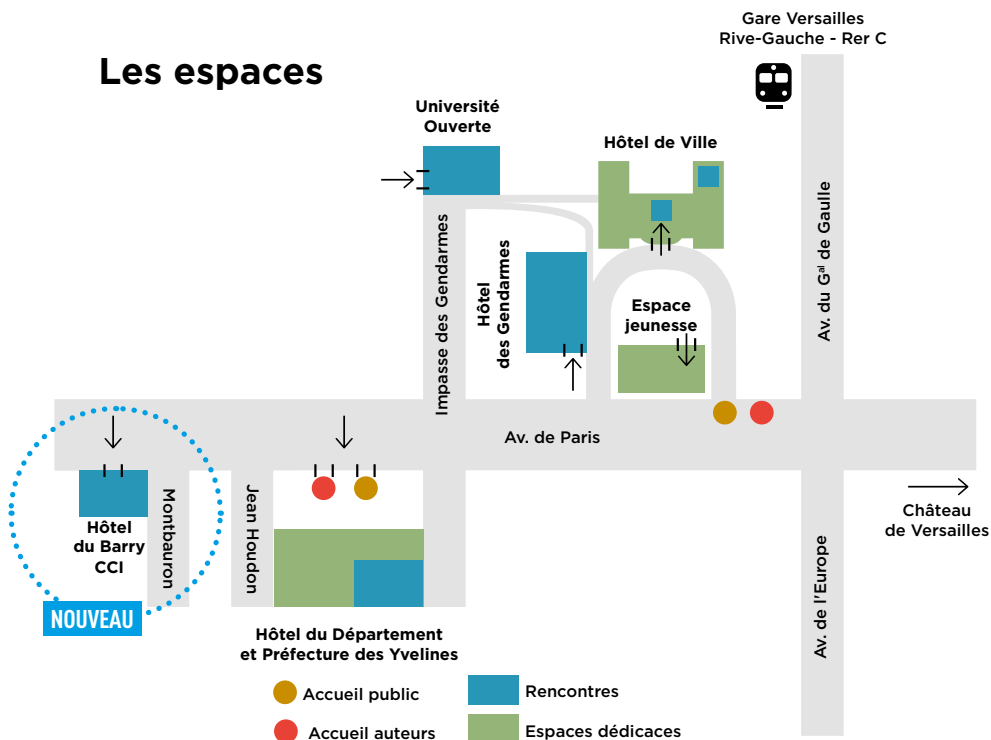 Gare Versailles
Rive-Gauche - Rer C
Les espaces
Université
Ouverte
Hôtel de Ville
Av. du Gal de Gaulle
Impasse des Gendarmes
Hôtel
des Gendarmes
Espace
jeunesse
Av. de Paris
Montbauron
Jean Houdon
Château
de Versailles
Hôtel
du Barry
CCI
NOUVEAU
Av. de l'Europe
Hôtel du Département
et Préfecture des Yvelines
Accueil public
Rencontres
Accueil auteurs
Espaces dédicaces